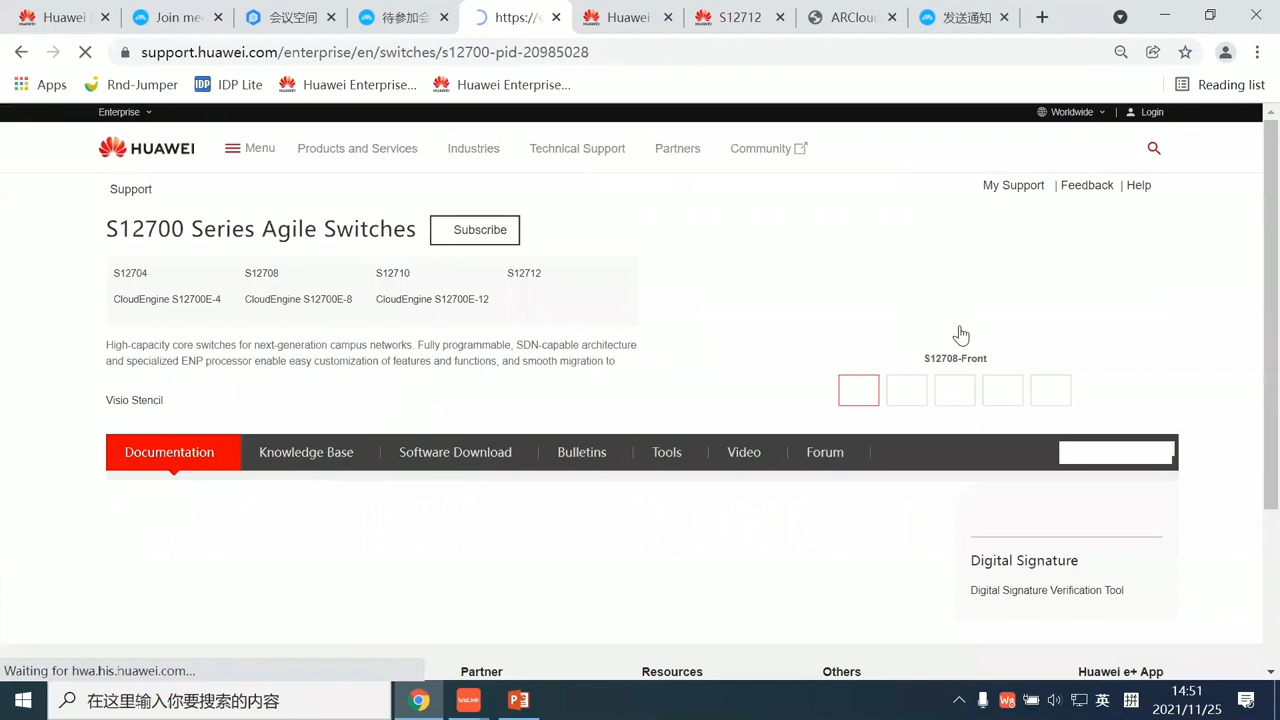 Huawei E
Join mee
会议空间
待参加会
https://s
Huawei
S12712
ARCloud
发送通知
support.huawei.com/enterprise/en/switches/s12700-pid-20985028
Apps
Rnd-Jumper
IDP
IDP Lite
Huawei Enterprise...
Huawei Enterprise...
Reading list
Enterprise
Worldwide
Login
HUAWEI
Menu
Products and Services
Industries
Technical Support
Partners
Community
Support
My Support | Feedback | Help
S12700 Series Agile Switches
Subscribe
S12704
S12708
S12710
S12712
CloudEngine S12700E-4
CloudEngine S12700E-8
CloudEngine S12700E-12
High-capacity core switches for next-generation campus networks. Fully programmable, SDN-capable architecture
and specialized ENP processor enable easy customization of features and functions, and smooth migration to
S12708-Front
Visio Stencil
Documentation
Knowledge Base
Software Download
Bulletins
Tools
Video
Forum
Digital Signature
Digital Signature Verification Tool
Waiting for hwa.his.huawei.com...
Partner
Resources
Others
Huawei e+ App
在这里输入你要搜索的内容
WeLink
英
拼
14:51
2021/11/25